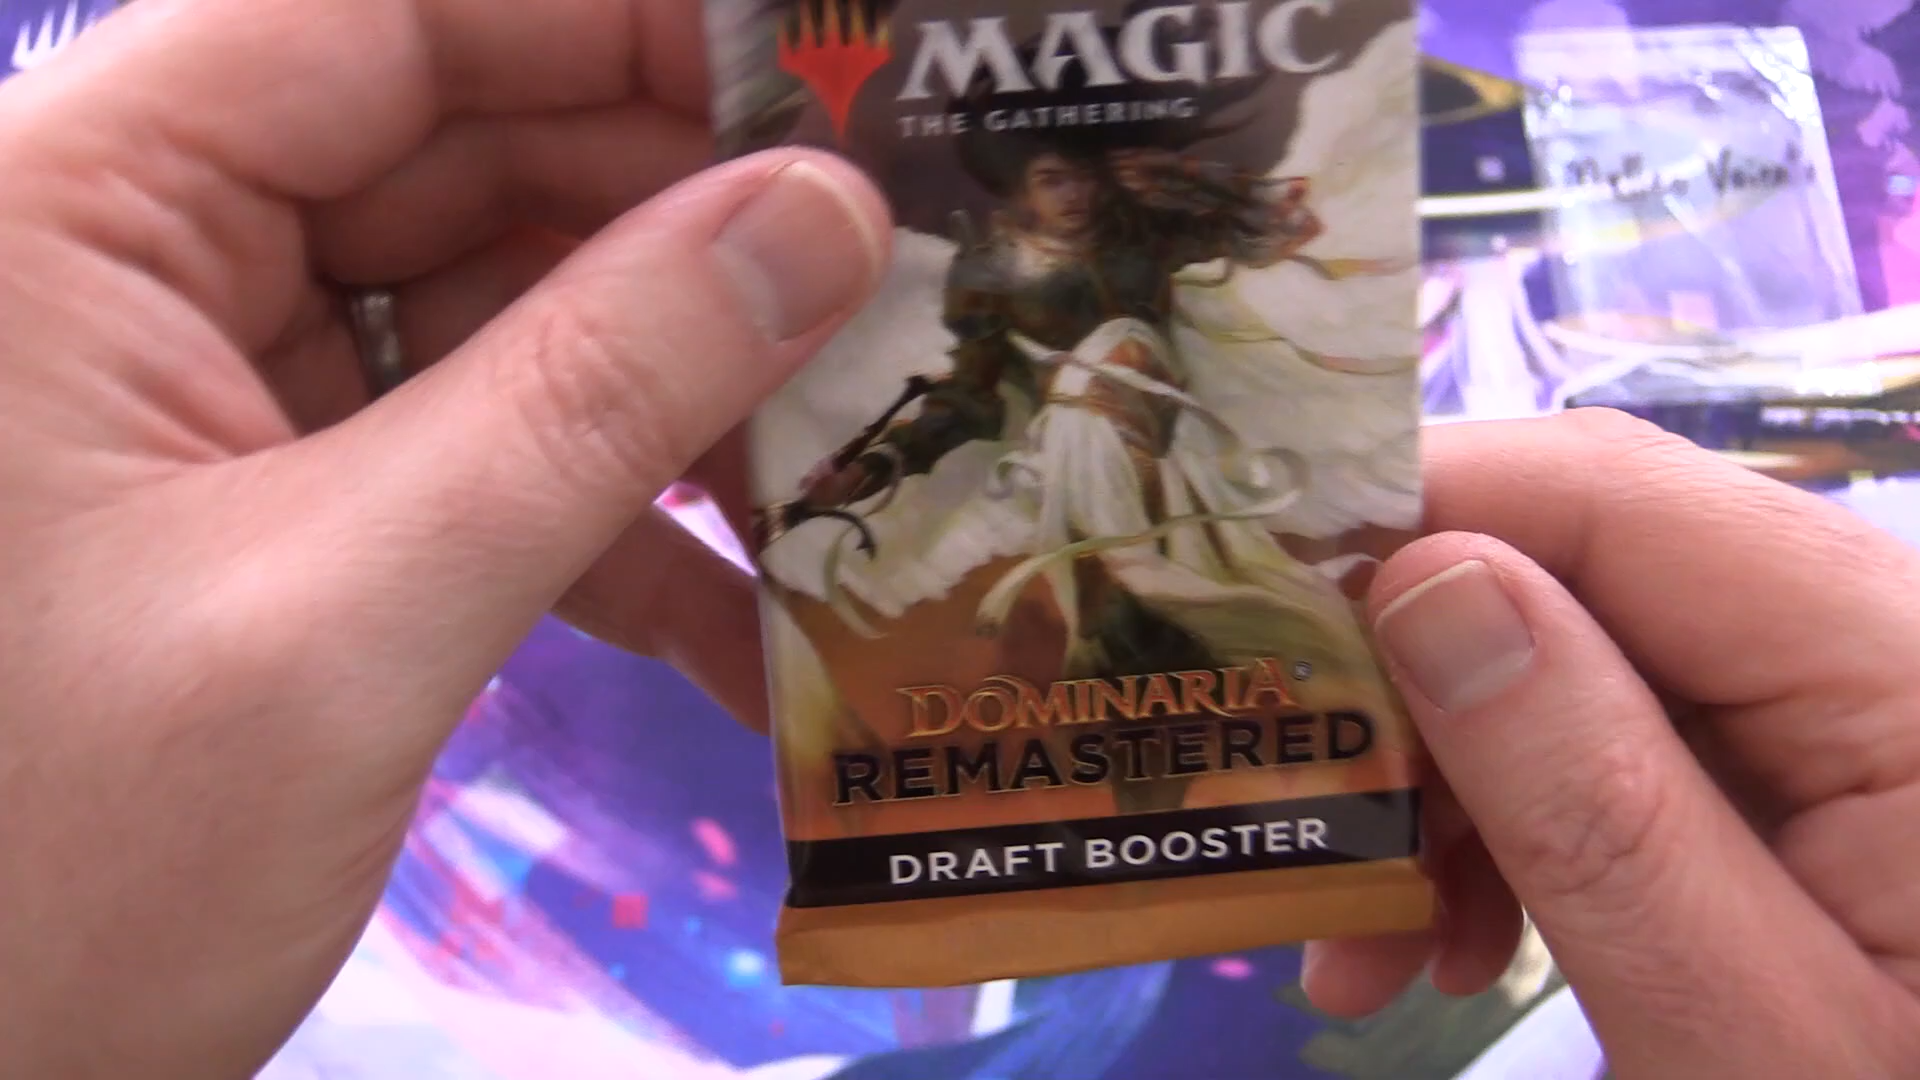 MAGIC
THE GATHERING
DOMINARIA®
REMASTERED
DRAFT BOOSTER